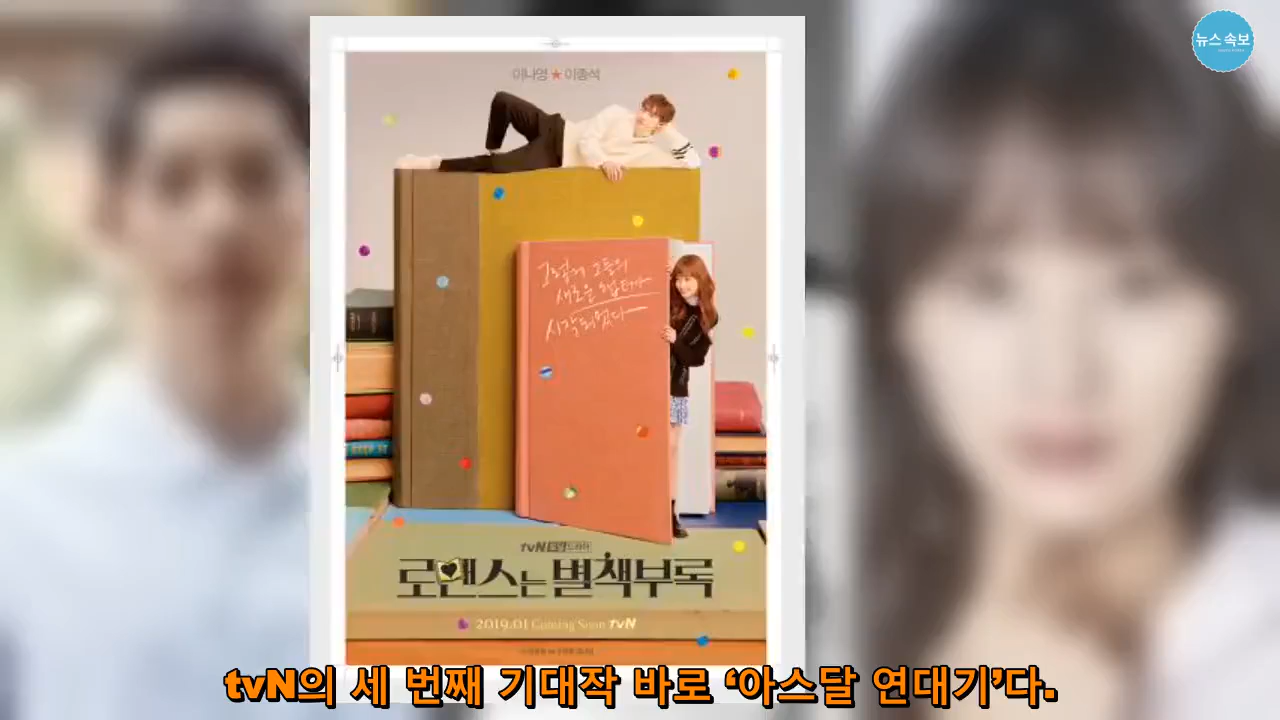 뉴스 속보
이나영 ★ 이종석
그렇게 그들의
새로운 챕터가
시작되었다
tvN 토일드라마
로맨스는 별책부록
2019.01 Coming Soon tvN
tvN의 세 번째 기대작 바로 ‘아스달 연대기’다.